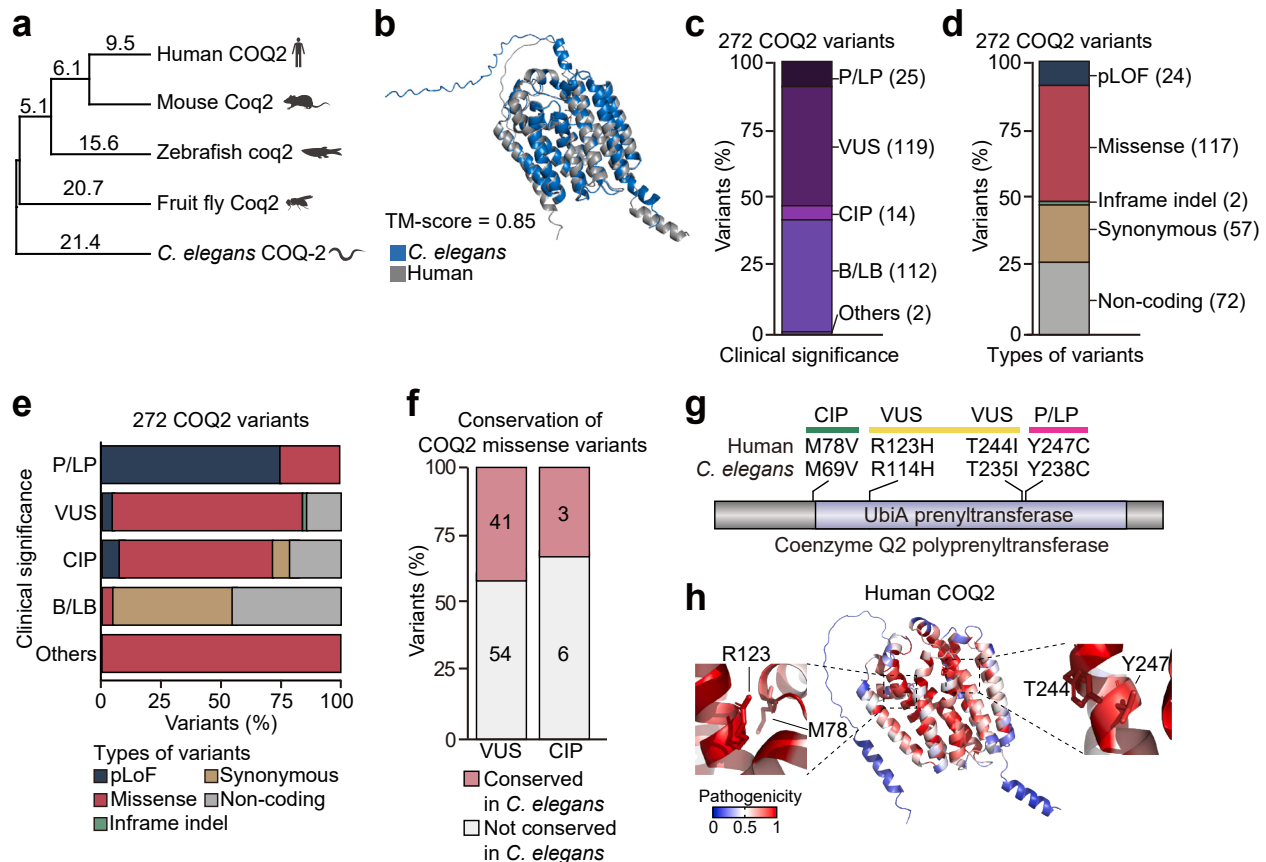 a
9.5
Human COQ2
6.1
Mouse Coq2
5.1
15.6
Zebrafish coq2
20.7
Fruit fly Coq2
21.4
C. elegans COQ-2
b
TM-score = 0.85
C. elegans
Human
c
272 COQ2 variants
100
75
50
25
0
Variants (%)
P/LP (25)
VUS (119)
CIP (14)
B/LB (112)
Others (2)
Clinical significance
d
272 COQ2 variants
100
75
50
25
0
Variants (%)
pLOF (24)
Missense (117)
Inframe indel (2)
Synonymous (57)
Non-coding (72)
Types of variants
e
272 COQ2 variants
Clinical significance
P/LP
VUS
CIP
B/LB
Others
0 25 50 75 100
Variants (%)
Types of variants
pLoF
Synonymous
Missense
Non-coding
Inframe indel
f
Conservation of
COQ2 missense variants
100
75
50
25
0
Variants (%)
41
3
54
6
VUS CIP
Conserved
in C. elegans
Not conserved
in C. elegans
g
CIP VUS VUS P/LP
Human M78V R123H T244I Y247C
C. elegans M69V R114H T235I Y238C
UbiA prenyltransferase
Coenzyme Q2 polyprenyltransferase
h
Human COQ2
R123
M78
T244
Y247
Pathogenicity
0 0.5 1